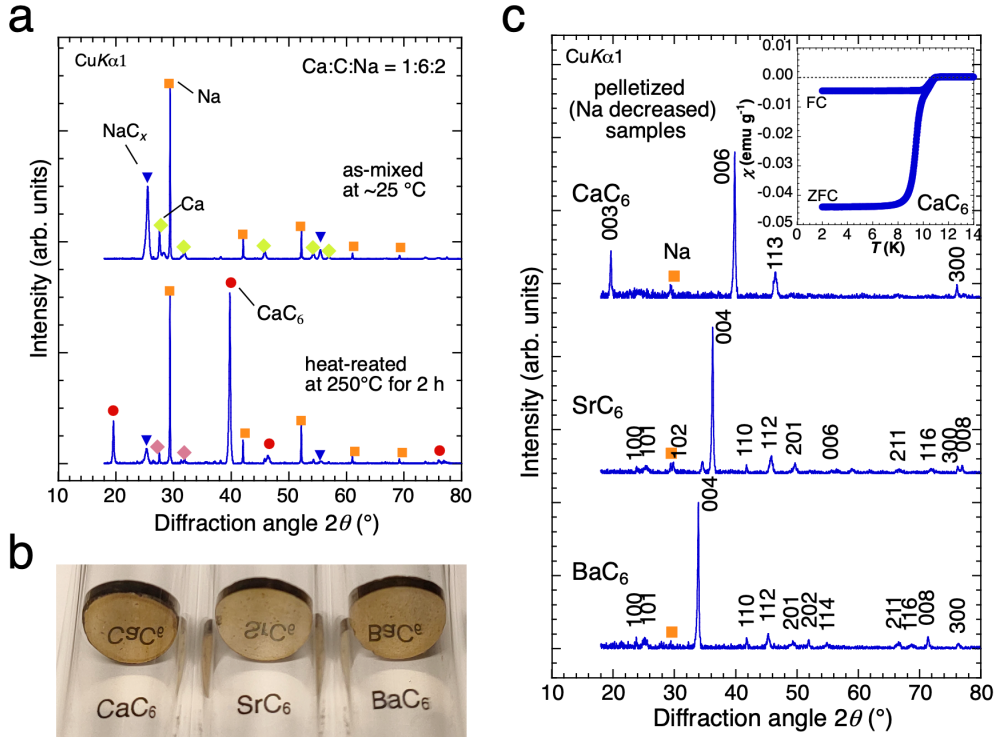 a
CuKα1
Ca:C:Na = 1:6:2
Na
NaCx
as-mixed
at ~25 °C
Ca
CaC6
heat-reated
at 250°C for 2 h
Intensity (arb. units)
10 20 30 40 50 60 70 80
Diffraction angle 2θ (°)
b
CaC6 SrC6 BaC6
CaC6 SrC6 BaC6
c
CuKα1
pelletized
(Na decreased)
samples
0.01
0.00
-0.01
-0.02
-0.03
-0.04
-0.05
χ (emu g-1)
FC
ZFC
CaC6
0 2 4 6 8 10 12 14
T (K)
CaC6
003
Na
006
113
300
SrC6
100
101
102
004
110
112
201
006
211
116
300
008
BaC6
100
101
004
110
112
201
202
114
211
116
008
300
Intensity (arb. units)
10 20 30 40 50 60 70 80
Diffraction angle 2θ (°)